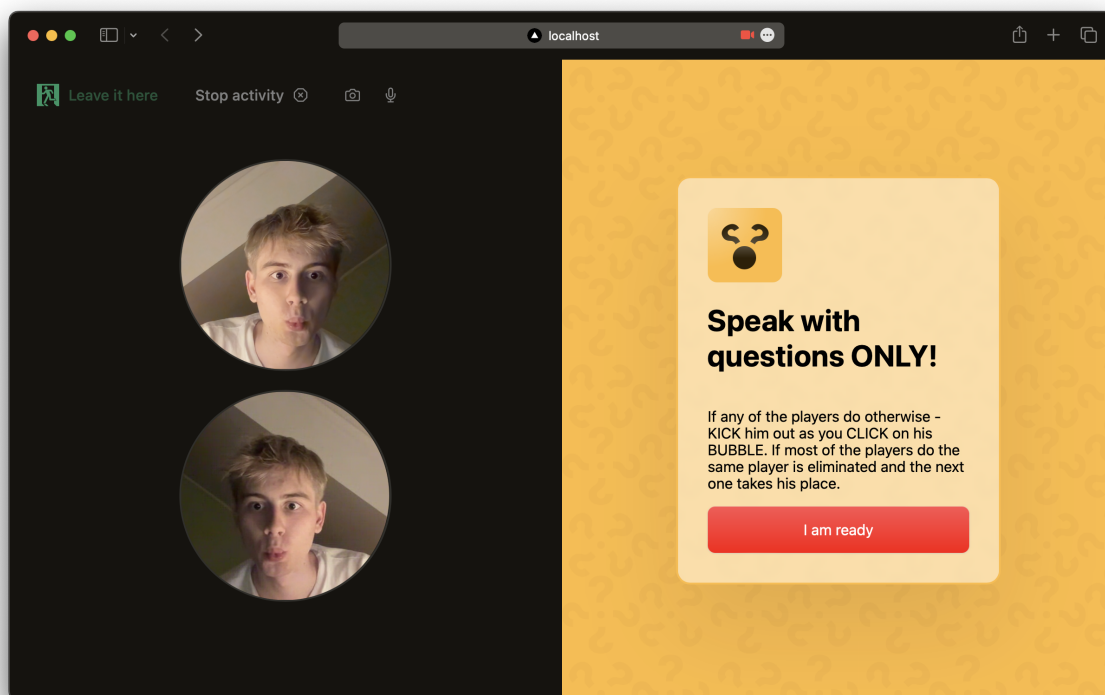 localhost
Leave it here
Stop activity
Speak with
questions ONLY!
If any of the players do otherwise -
KICK him out as you CLICK on his
BUBBLE. If most of the players do the
same player is eliminated and the next
one takes his place.
I am ready